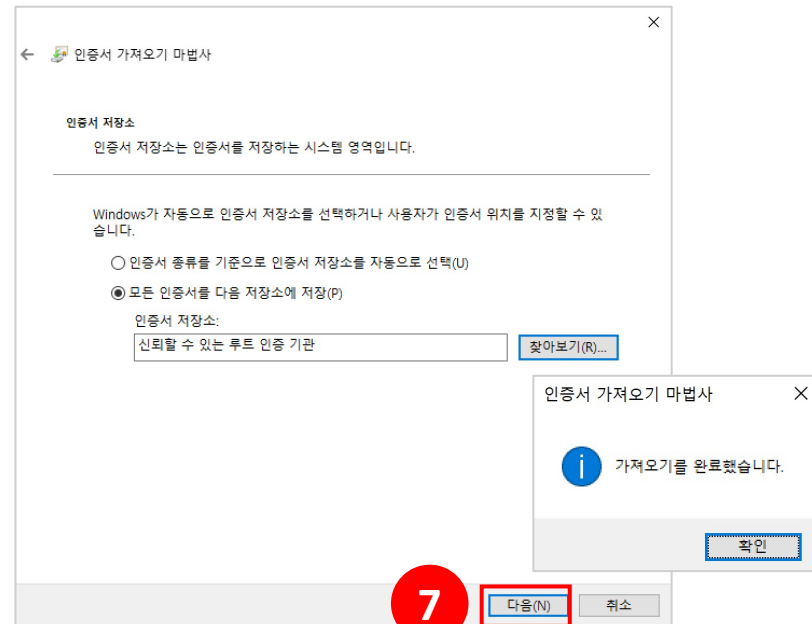 인증서 가져오기 마법사
인증서 저장소
인증서 저장소는 인증서를 저장하는 시스템 영역입니다.
Windows가 자동으로 인증서 저장소를 선택하거나 사용자가 인증서 위치를 지정할 수 있
습니다.
인증서 종류를 기준으로 인증서 저장소를 자동으로 선택(U)
모든 인증서를 다음 저장소에 저장(P)
인증서 저장소:
신뢰할 수 있는 루트 인증 기관
찾아보기(R)...
인증서 가져오기 마법사
가져오기를 완료했습니다.
확인
7
다음(N)
취소